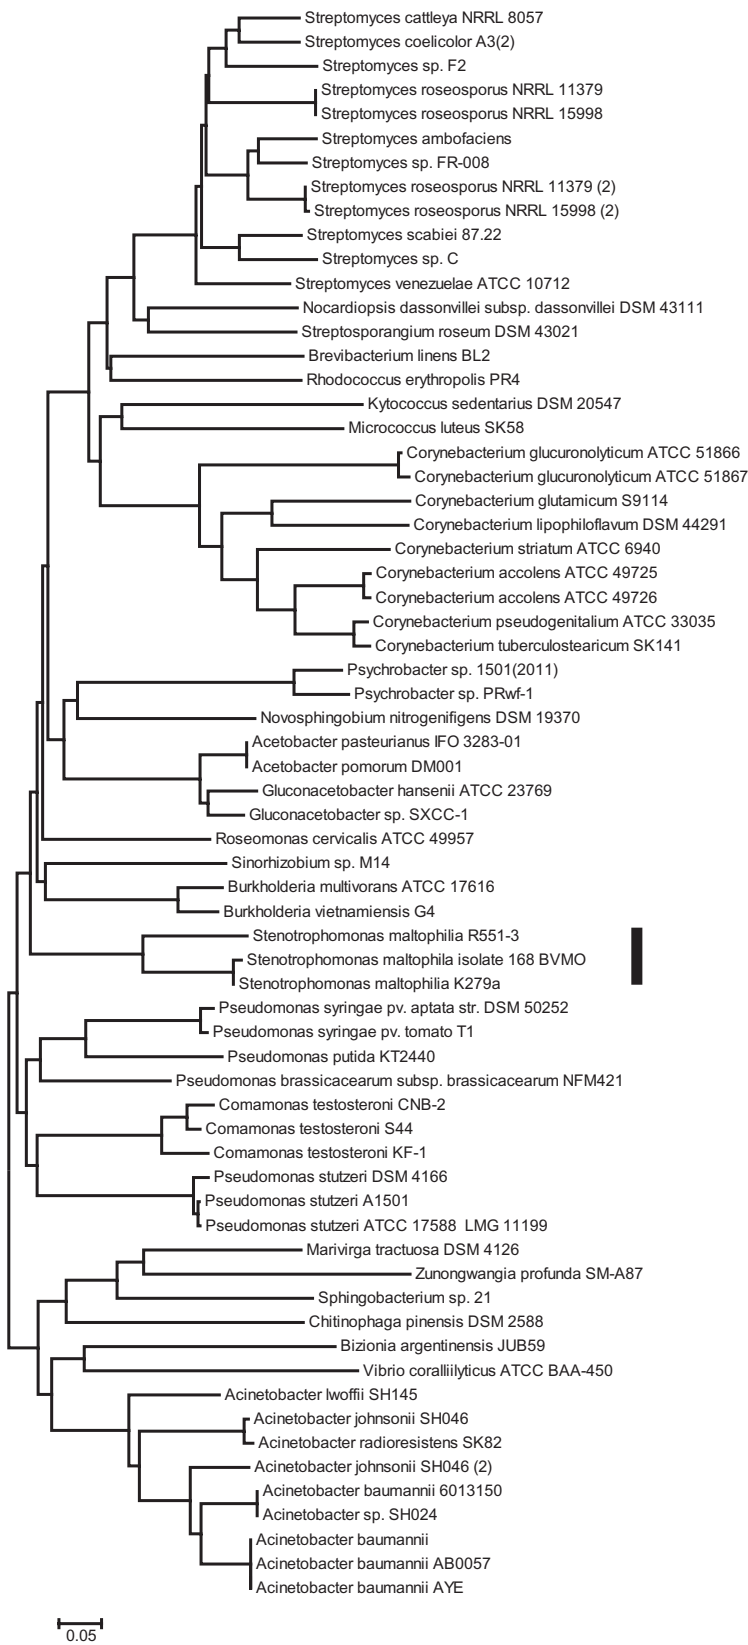 Streptomyces cattleya NRRL 8057
Streptomyces coelicolor A3(2)
Streptomyces sp. F2
Streptomyces roseosporus NRRL 11379
Streptomyces roseosporus NRRL 15998
Streptomyces ambofaciens
Streptomyces sp. FR-008
Streptomyces roseosporus NRRL 11379 (2)
Streptomyces roseosporus NRRL 15998 (2)
Streptomyces scabiei 87.22
Streptomyces sp. C
Streptomyces venezuelae ATCC 10712
Nocardiopsis dassonvillei subsp. dassonvillei DSM 43111
Streptosporangium roseum DSM 43021
Brevibacterium linens BL2
Rhodococcus erythropolis PR4
Kytococcus sedentarius DSM 20547
Micrococcus luteus SK58
Corynebacterium glucuronolyticum ATCC 51866
Corynebacterium glucuronolyticum ATCC 51867
Corynebacterium glutamicum S9114
Corynebacterium lipophiloflavum DSM 44291
Corynebacterium striatum ATCC 6940
Corynebacterium accolens ATCC 49725
Corynebacterium accolens ATCC 49726
Corynebacterium pseudogenitalium ATCC 33035
Corynebacterium tuberculostearicum SK141
Psychrobacter sp. 1501(2011)
Psychrobacter sp. PRwf-1
Novosphingobium nitrogenifigens DSM 19370
Acetobacter pasteurianus IFO 3283-01
Acetobacter pomorum DM001
Gluconacetobacter hansenii ATCC 23769
Gluconacetobacter sp. SXCC-1
Roseomonas cervicalis ATCC 49957
Sinorhizobium sp. M14
Burkholderia multivorans ATCC 17616
Burkholderia vietnamiensis G4
Stenotrophomonas maltophilia R551-3
Stenotrophomonas maltophila isolate 168 BVMO
Stenotrophomonas maltophilia K279a
Pseudomonas syringae pv. aptata str. DSM 50252
Pseudomonas syringae pv. tomato T1
Pseudomonas putida KT2440
Pseudomonas brassicacearum subsp. brassicacearum NFM421
Comamonas testosteroni CNB-2
Comamonas testosteroni S44
Comamonas testosteroni KF-1
Pseudomonas stutzeri DSM 4166
Pseudomonas stutzeri A1501
Pseudomonas stutzeri ATCC 17588 LMG 11199
Marivirga tractuosa DSM 4126
Zunongwangia profunda SM-A87
Sphingobacterium sp. 21
Chitinophaga pinensis DSM 2588
Bizionia argentinensis JUB59
Vibrio coralliilyticus ATCC BAA-450
Acinetobacter lwoffii SH145
Acinetobacter johnsonii SH046
Acinetobacter radioresistens SK82
Acinetobacter johnsonii SH046 (2)
Acinetobacter baumannii 6013150
Acinetobacter sp. SH024
Acinetobacter baumannii
Acinetobacter baumannii AB0057
Acinetobacter baumannii AYE
0.05